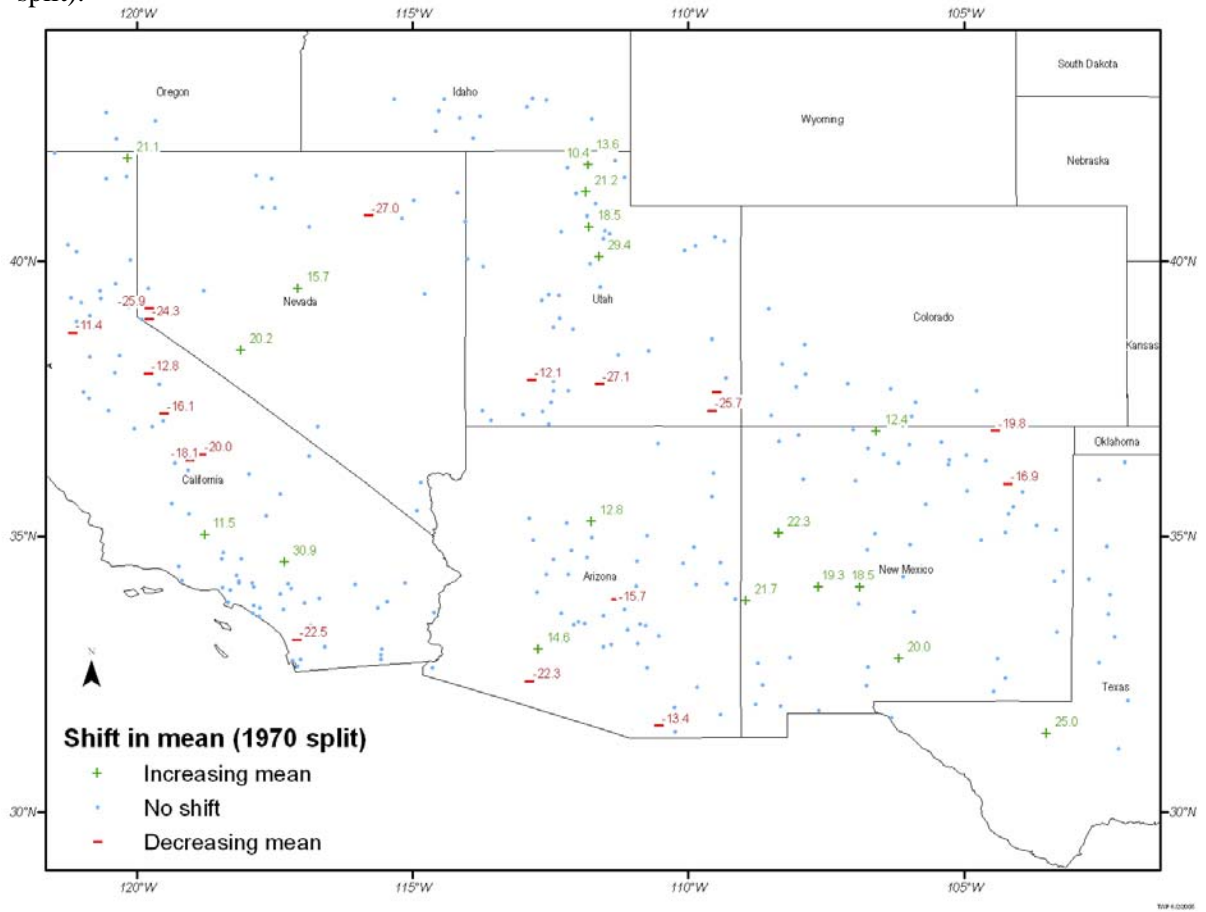 split).
120°W 115°W 110°W 105°W
South Dakota
Oregon Idaho
Wyoming
21.1 10.4 13.6
Nebraska
21.2
-27.0 18.5
29.4
40°N 40°N
15.7
Nevada Utah
-25.9
-24.3
Colorado
-11.4
20.2
Kansas
-12.8 -12.1 -27.1
-25.7
-16.1
12.4 -19.8
Oklahoma
-18.1 -20.0
California
-16.9
11.5 12.8
22.3
35°N 35°N
30.9
Arizona 19.3 18.5 New Mexico
-15.7 21.7
-22.5 14.6
20.0
N
-22.3
Texas
-13.4
25.0
Shift in mean (1970 split)
Increasing mean
No shift
Decreasing mean
30°N 30°N
120°W 115°W 110°W 105°W